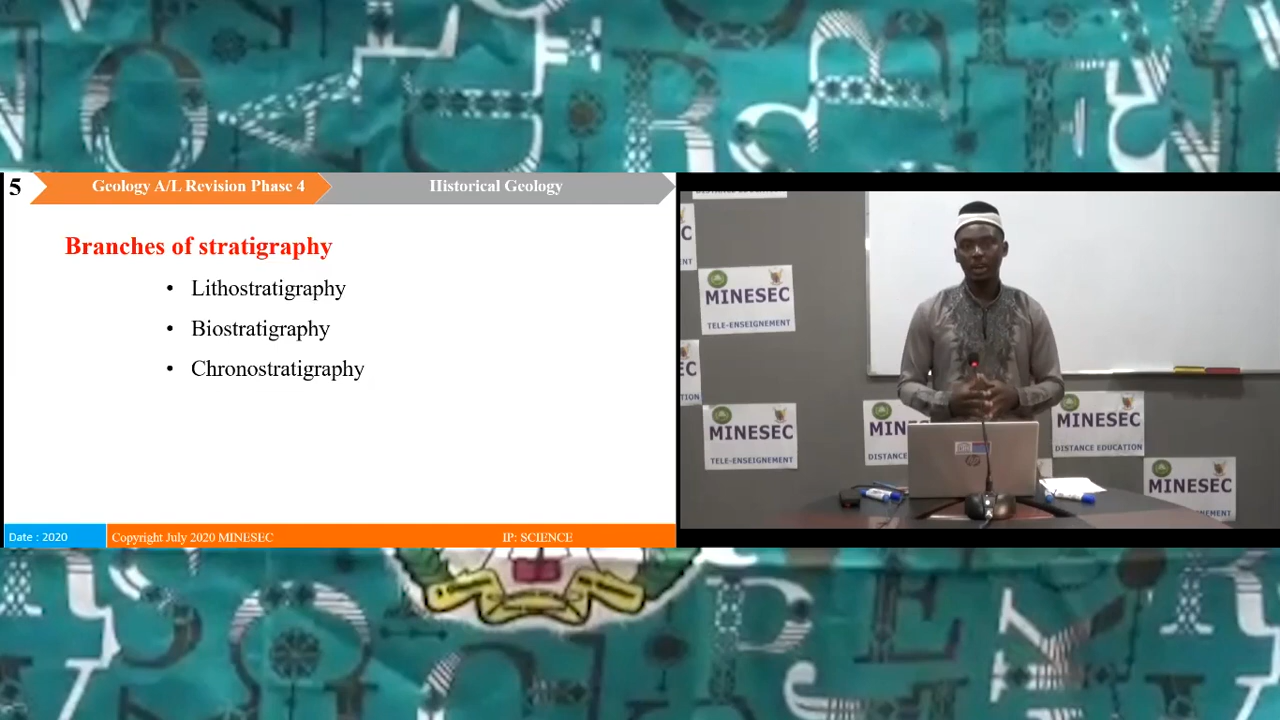 5
Geology A/L Revision Phase 4
Historical Geology
Branches of stratigraphy
• Lithostratigraphy
• Biostratigraphy
• Chronostratigraphy
Date : 2020
Copyright July 2020 MINESEC
IP: SCIENCE
MINESEC
TELE-ENSEIGNEMENT
MINESEC
TELE-ENSEIGNEMENT
MIN
DISTANCE
MINESEC
DISTANCE EDUCATION
MINESEC
hp